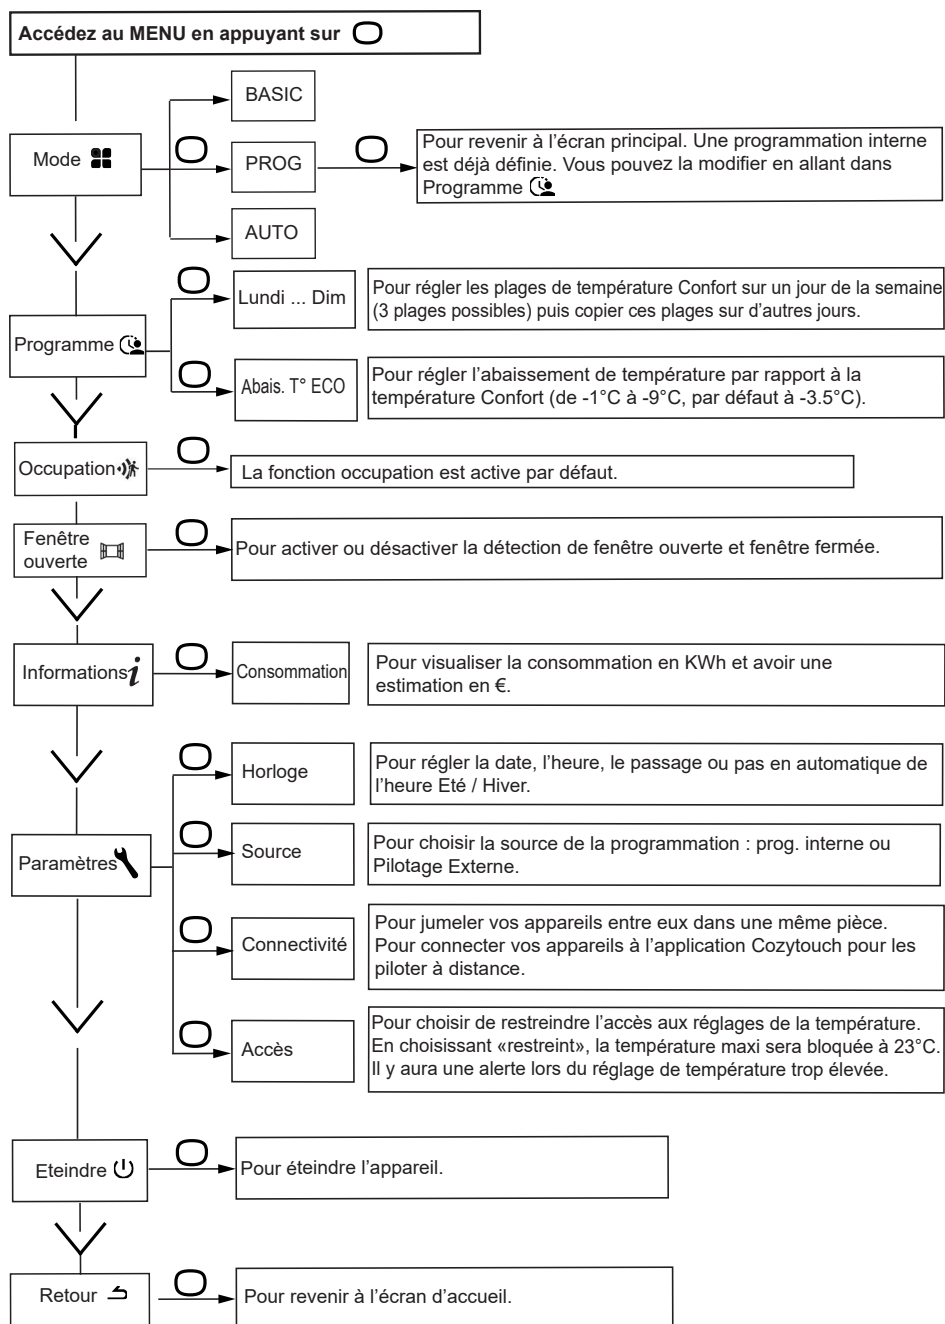 Accédez au MENU en appuyant sur
BASIC
Mode
PROG
Pour revenir à l'écran principal. Une programmation interne
est déjà définie. Vous pouvez la modifier en allant dans
Programme
AUTO
Programme
Lundi ... Dim
Pour régler les plages de température Confort sur un jour de la semaine
(3 plages possibles) puis copier ces plages sur d'autres jours.
Abais. T° ECO
Pour régler l'abaissement de température par rapport à la
température Confort (de -1°C à -9°C, par défaut à -3.5°C).
Occupation
La fonction occupation est active par défaut.
Fenêtre
ouverte
Pour activer ou désactiver la détection de fenêtre ouverte et fenêtre fermée.
Informations
Consommation
Pour visualiser la consommation en KWh et avoir une
estimation en €.
Paramètres
Horloge
Pour régler la date, l'heure, le passage ou pas en automatique de
l'heure Eté / Hiver.
Source
Pour choisir la source de la programmation : prog. interne ou
Pilotage Externe.
Connectivité
Pour jumeler vos appareils entre eux dans une même pièce.
Pour connecter vos appareils à l'application Cozytouch pour les
piloter à distance.
Accès
Pour choisir de restreindre l'accès aux réglages de la température.
En choisissant «restreint», la température maxi sera bloquée à 23°C.
Il y aura une alerte lors du réglage de température trop élevée.
Eteindre
Pour éteindre l'appareil.
Retour
Pour revenir à l'écran d'accueil.